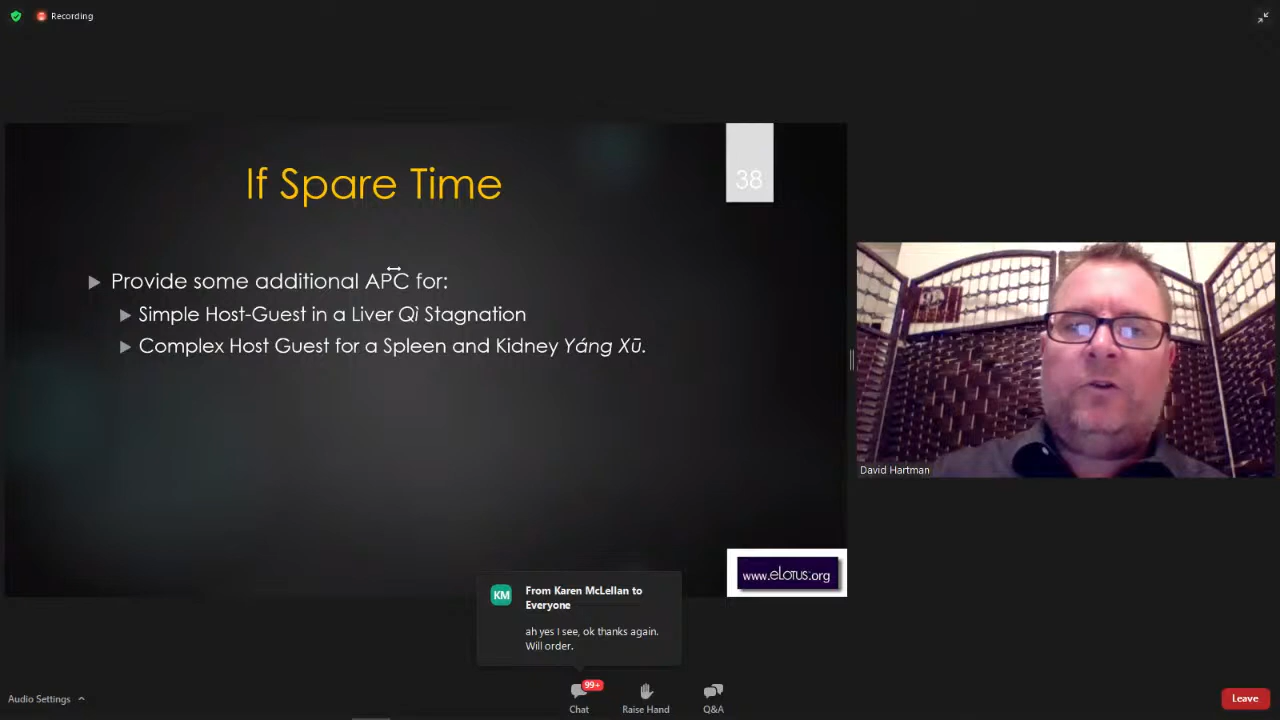 Recording
If Spare Time
38
Provide some additional APC for:
Simple Host-Guest in a Liver Qì Stagnation
Complex Host Guest for a Spleen and Kidney Yáng Xū.
David Hartman
www.eLotus.org
KM
From Karen McLellan to
Everyone
ah yes I see, ok thanks again.
Will order.
99+
Audio Settings
Chat
Raise Hand
Q&A
Leave